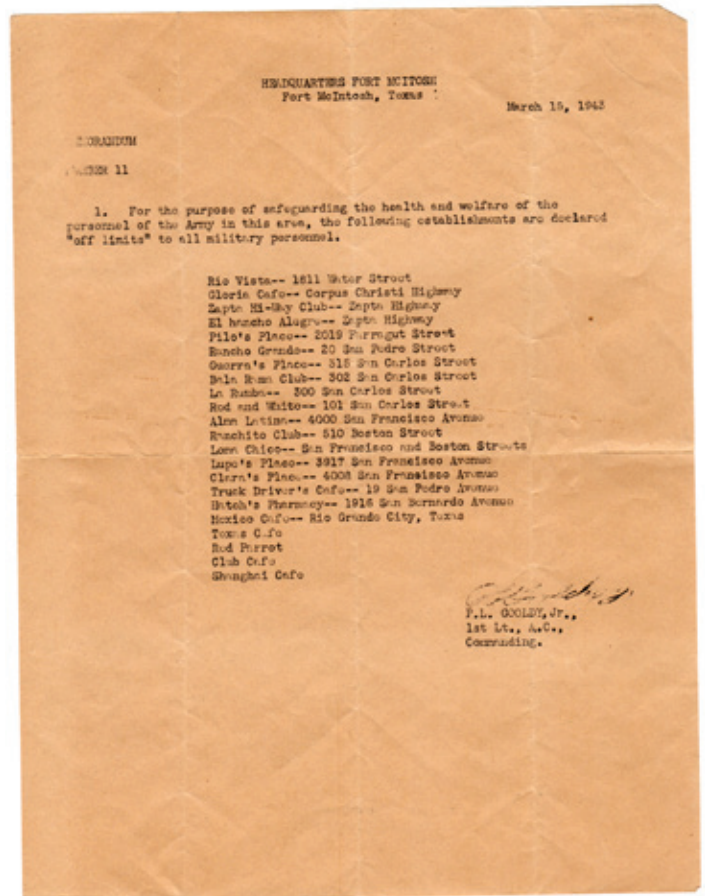 HEADQUARTERS FORT MCITOSH
Fort McIntosh, Texas
March 15, 1943
MORANDUM
11
1. For the purpose of safeguarding the health and welfare of the
personnel of the Army in this area, the following establishments are declared
"off limits" to all military personnel.
Rio Vista-- 1811 Water Street
Gloria Cafe-- Corpus Christi Highway
Zapta Hi-Way Club-- Zapta Highway
El Rancho Alegre-- Zapta Highway
Pilo's Place-- 2019 Farragut Street
Rancho Grande-- 20 San Pedro Street
Guerra's Place-- 315 San Carlos Street
Club-- 302 San Carlos Street
La Rumba-- 300 San Carlos Street
Red and White-- 101 San Carlos Street
Alma Latina-- 4000 San Francisco Avenue
Ranchito Club-- 510 Boston Street
Loma Chica-- San Francisco and Boston Streets
Lupe's Place-- 3917 San Francisco Avenue
Clara's Place-- 4008 San Francisco Avenue
Truck Driver's Cafe-- 19 San Pedro Avenue
Hatch's Pharmacy-- 1916 San Bernardo Avenue
Mexico Cafe-- Rio Grande City, Texas
Texas Cafe
Red Parrot
Club Cafe
Shanghai Cafe
P.L. GOOLDY, Jr.,
1st Lt., A.C.,
Commanding.